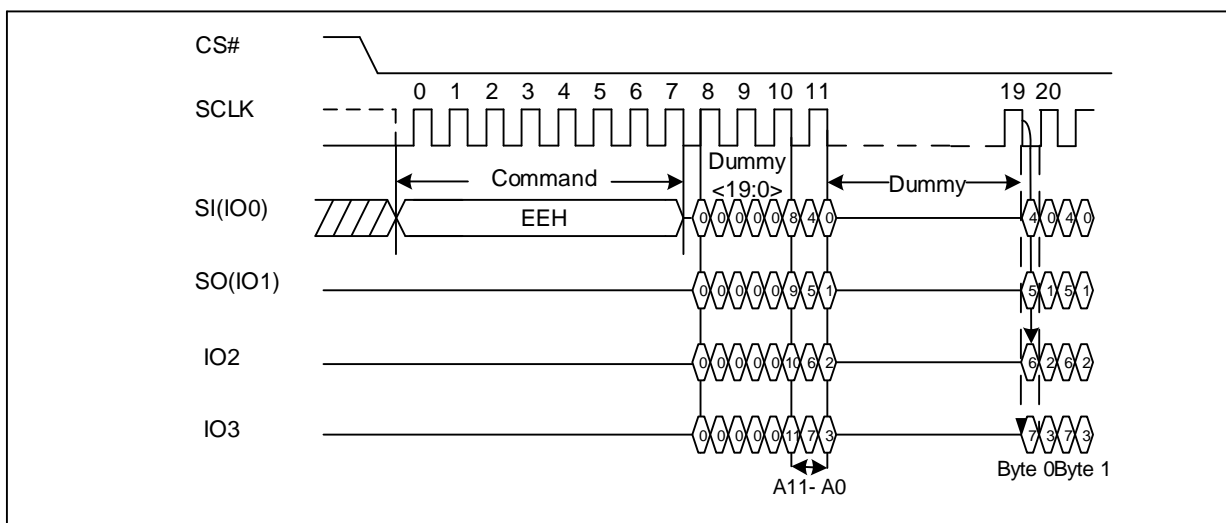 CS#
0 1 2 3 4 5 6 7 8 9 10 11 19 20
SCLK
Command
Dummy
<19:0>
Dummy
SI(IO0)
EEH
0 0 0 0 0 8 4 0 4 0 4 0
SO(IO1)
0 0 0 0 0 9 5 1 5 1 5 1
IO2
0 0 0 0 0 10 6 2 6 2 6 2
IO3
0 0 0 0 0 11 7 3 7 3 7 3
Byte 0 Byte 1
A11- A0